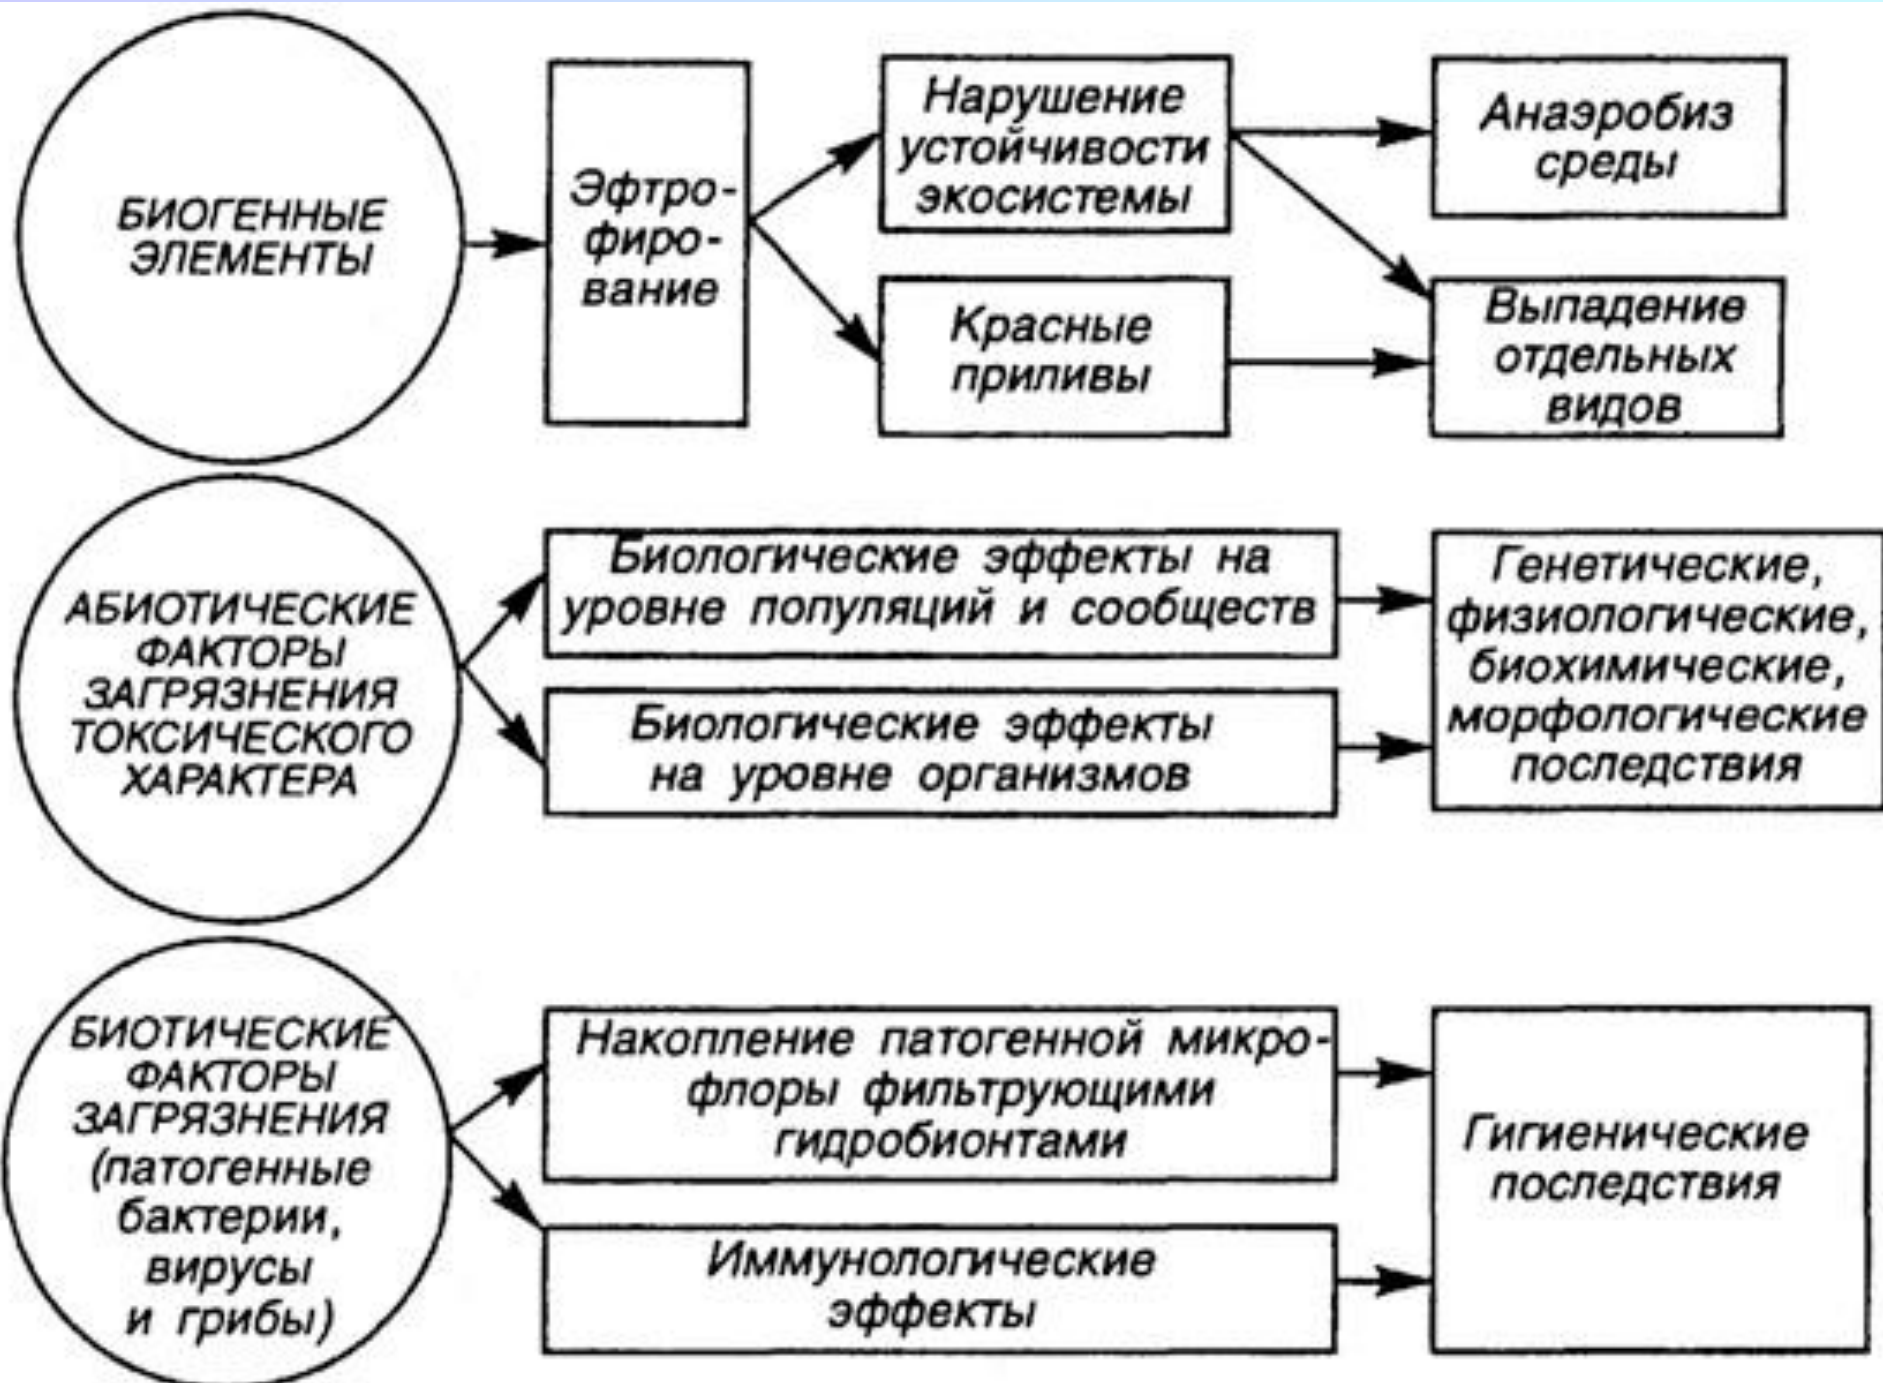 БИОГЕННЫЕ
ЭЛЕМЕНТЫ
Эфтро-
фиро-
вание
Нарушение
устойчивости
экосистемы
Красные
приливы
Анаэробиз
среды
Выпадение
отдельных
видов
АБИОТИЧЕСКИЕ
ФАКТОРЫ
ЗАГРЯЗНЕНИЯ
ТОКСИЧЕСКОГО
ХАРАКТЕРА
Биологические эффекты на
уровне популяций и сообществ
Биологические эффекты
на уровне организмов
Генетические,
физиологические,
биохимические,
морфологические
последствия
БИОТИЧЕСКИЕ
ФАКТОРЫ
ЗАГРЯЗНЕНИЯ
(патогенные
бактерии,
вирусы
и грибы)
Накопление патогенной микро-
флоры фильтрующими
гидробионтами
Иммунологические
эффекты
Гигиенические
последствия